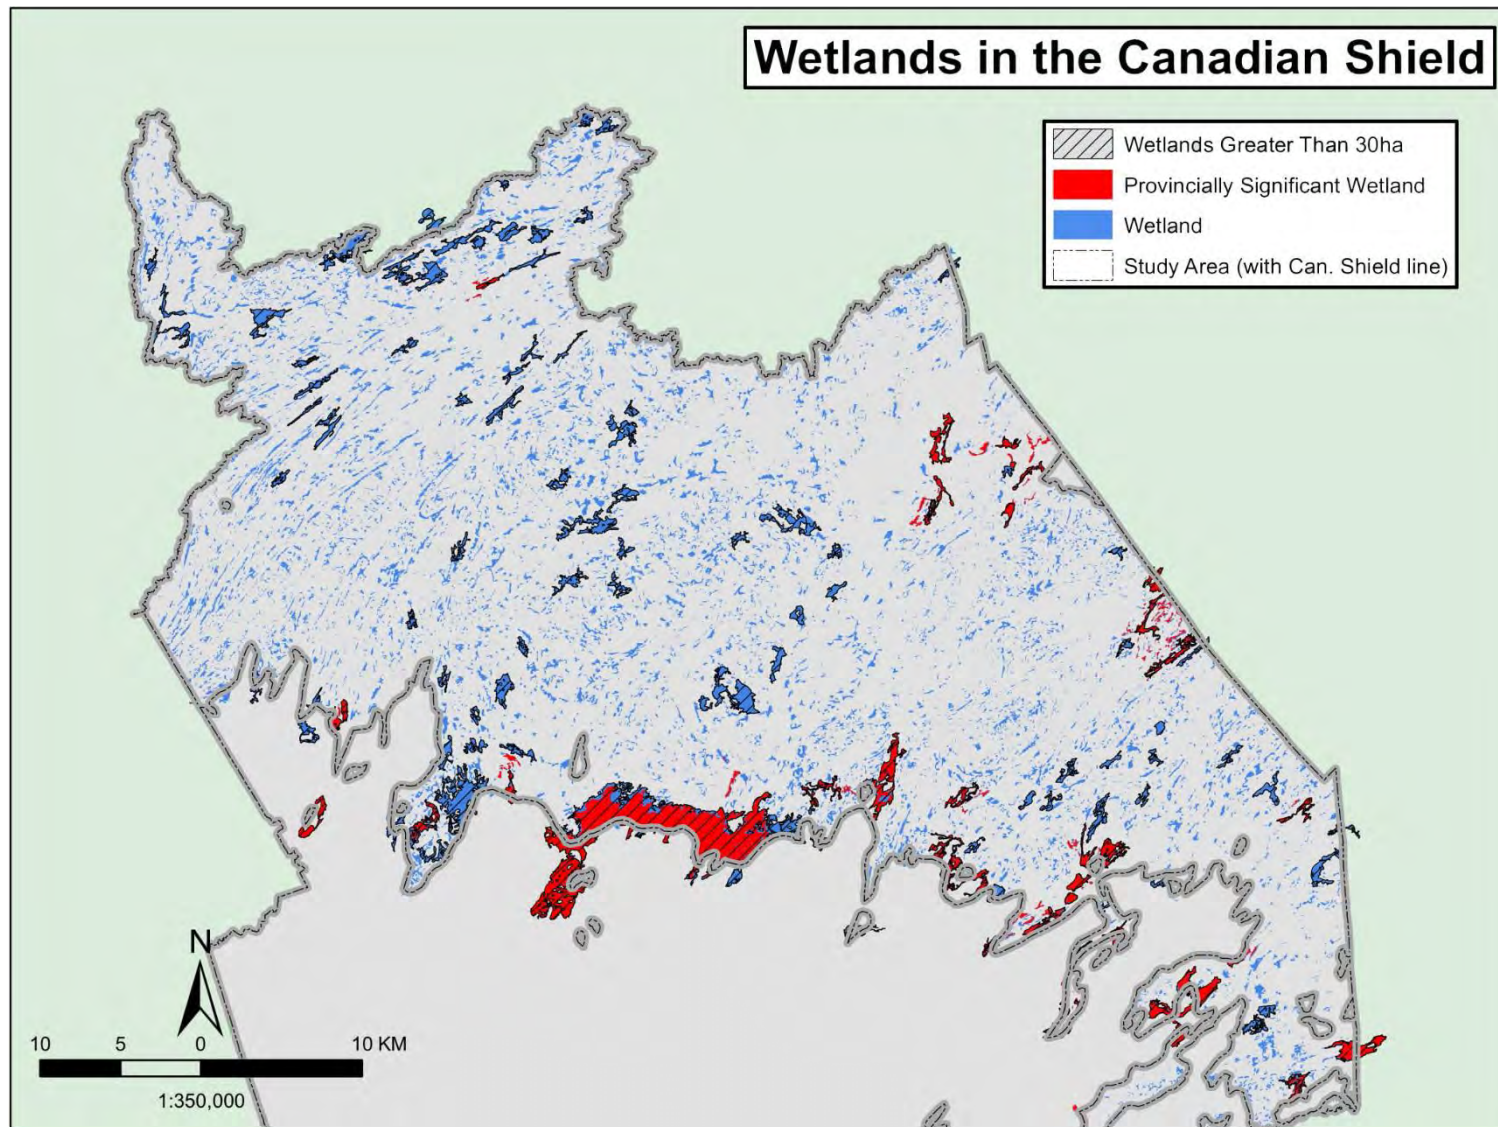 Wetlands in the Canadian Shield
Wetlands Greater Than 30ha
Provincially Significant Wetland
Wetland
Study Area (with Can. Shield line)
N
10 5 0 10 KM
1:350,000